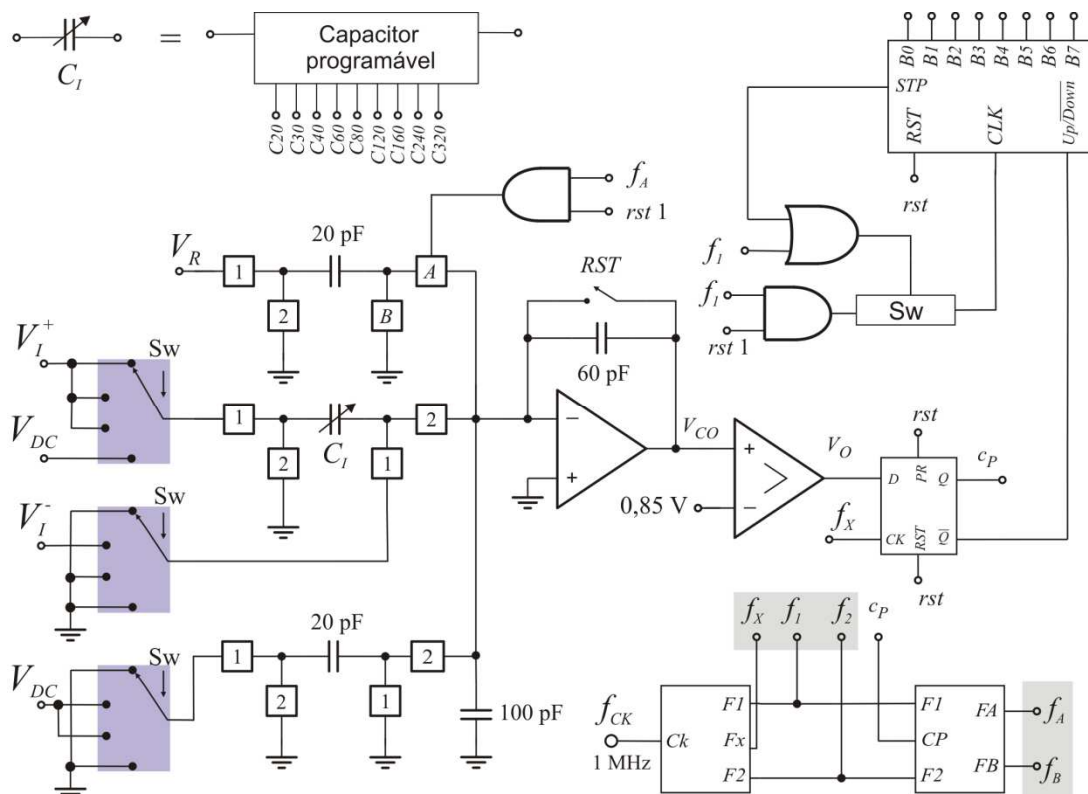 C_I
=
Capacitor
programável
C20 C30 C40 C60 C80 C120 C160 C240 C320
B0 B1 B2 B3 B4 B5 B6 B7
STP
RST
CLK
Up/Down
rst
f_A
rst 1
f_1
f_1
rst 1
Sw
V_R
1
20 pF
A
2
B
RST
60 pF
V_I^+
Sw
V_DC
1
C_I
2
2
1
−
+
V_CO
+
>
−
0,85 V
V_O
rst
D PR Q
c_P
f_X
CK RST Q
rst
V_I^-
Sw
V_DC
Sw
1
20 pF
2
2
1
100 pF
f_X f_1 f_2 c_P
f_CK
1 MHz
Ck
F1
Fx
F2
F1
CP
F2
FA
FB
f_A
f_B